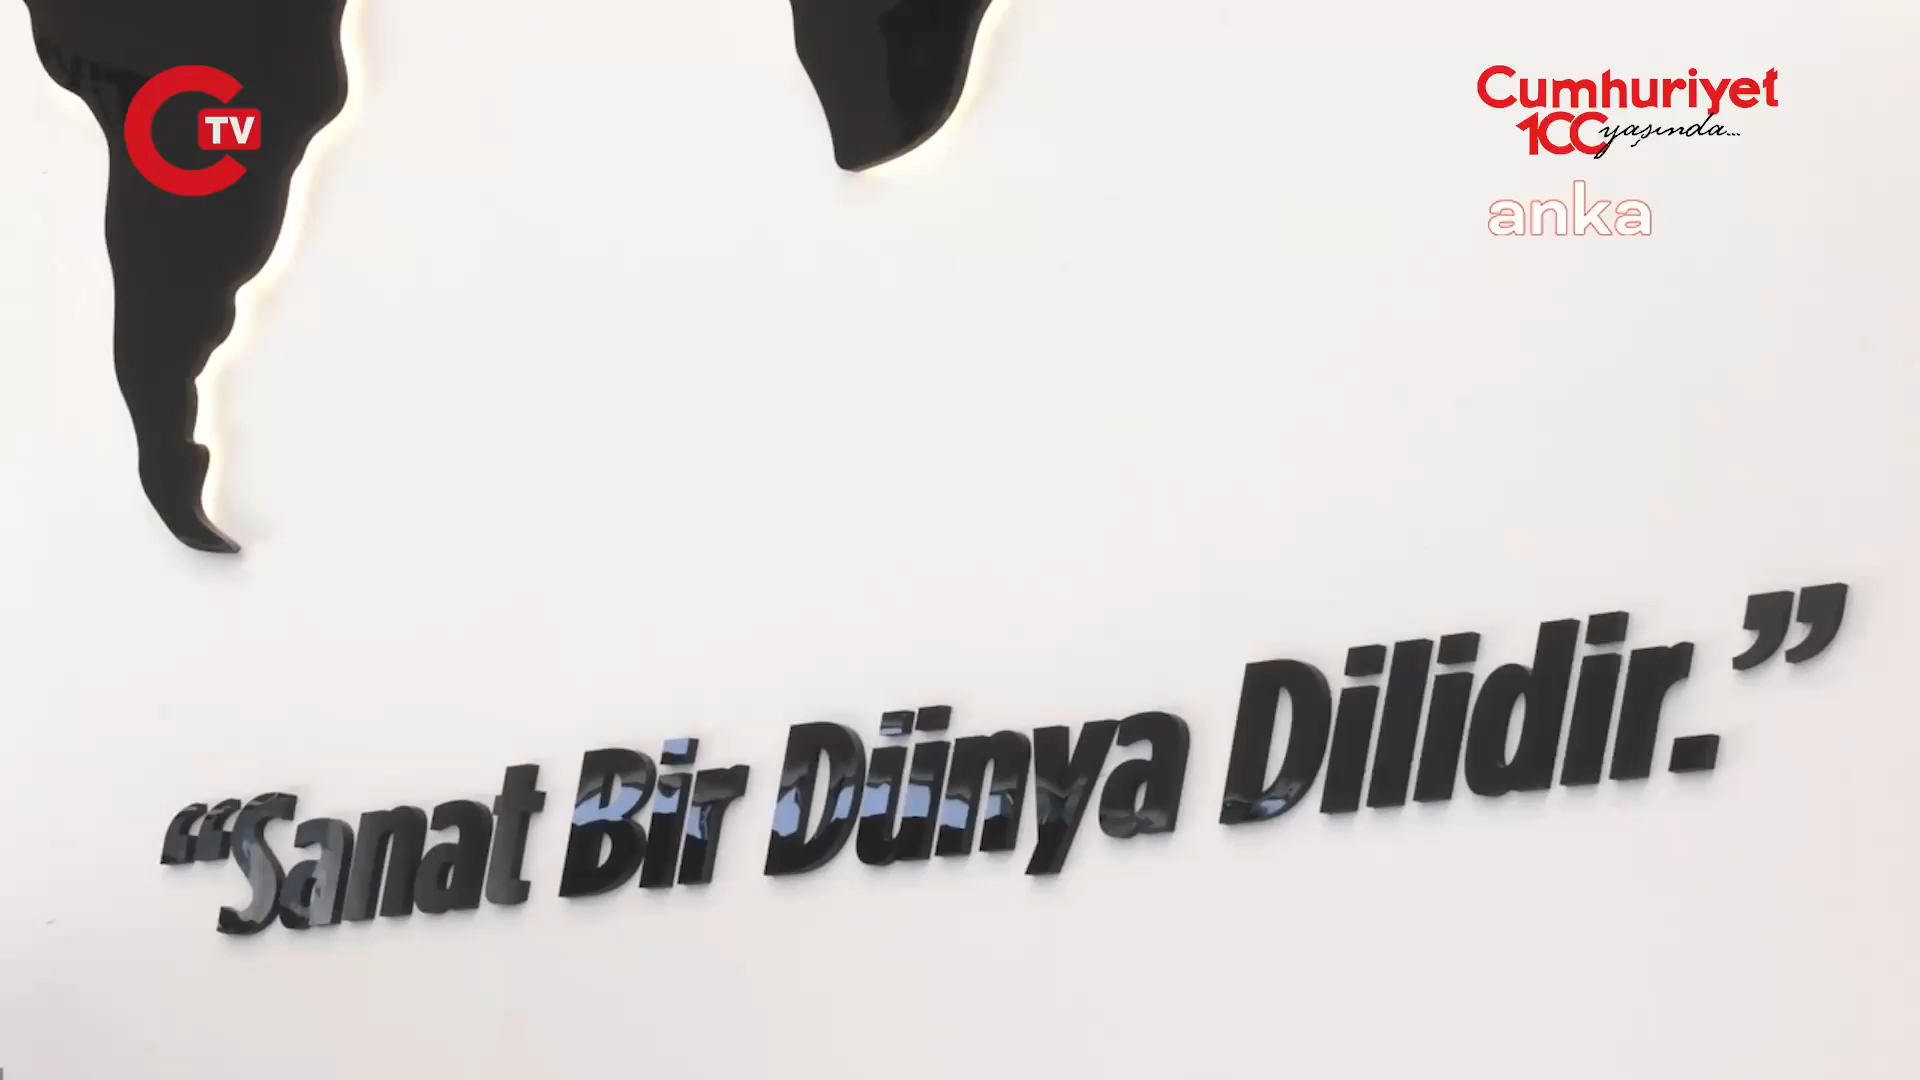 C TV
Cumhuriyet
100 yaşında...
anka
“Sanat Bir Dünya Dilidir.”